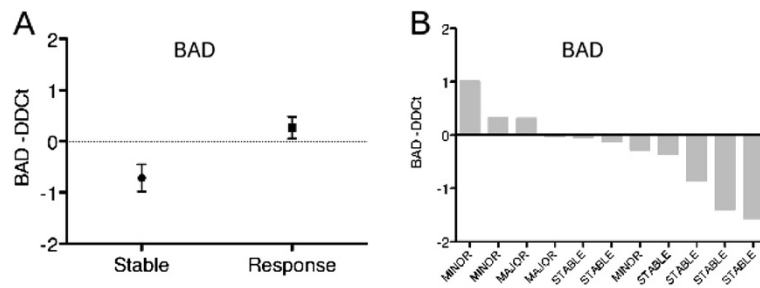 A
BAD
BAD -DDCt
2
1
0
-1
-2
Stable
Response
B
BAD
BAD -DDCt
2
1
0
-1
-2
MINOR
MINOR
MAJOR
MAJOR
STABLE
STABLE
MINOR
STABLE
STABLE
STABLE
STABLE